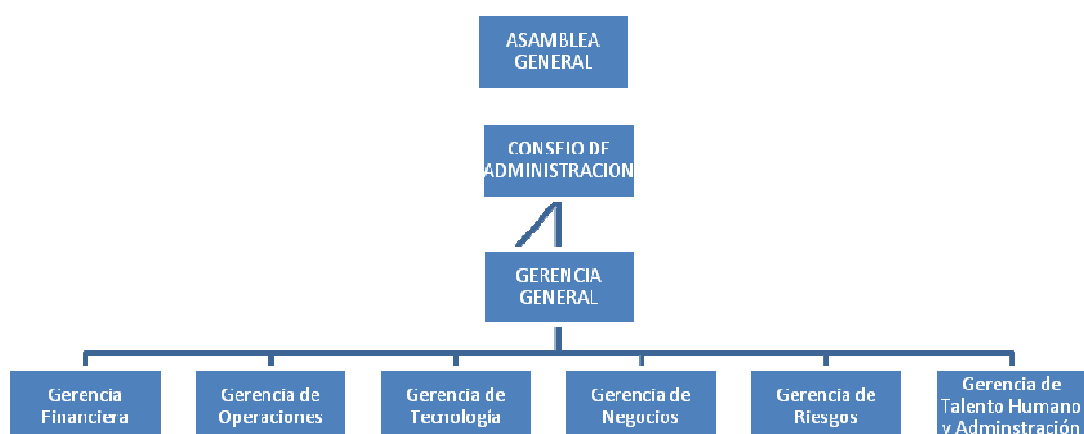 ASAMBLEA
GENERAL
CONSEJO DE
ADMINISTRACION
GERENCIA
GENERAL
Gerencia
Financiera
Gerencia de
Operaciones
Gerencia de
Tecnología
Gerencia de
Negocios
Gerencia de
Riesgos
Gerencia de
Talento Humano
y Adminstración